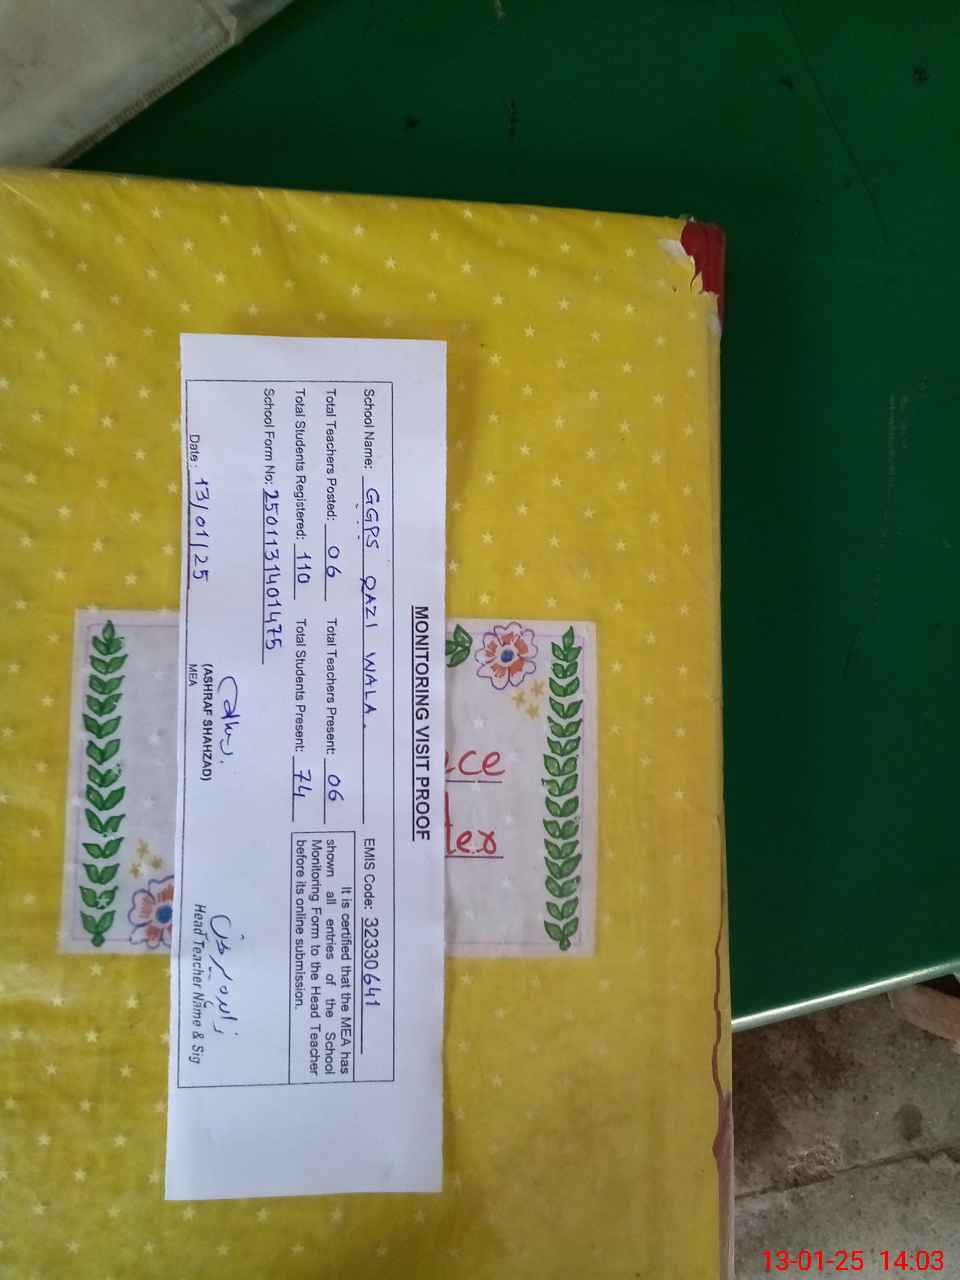 MONITORING VISIT PROOF
School Name: GGPS QAZI WALA. EMIS Code: 32330641
Total Teachers Posted: 06 Total Teachers Present: 06
Total Students Registered: 110 Total Students Present: 74
It is certified that the MEA has
shown all entries of the School
Monitoring Form to the Head Teacher
before its online submission.
School Form No: 2501131401475
(ASHRAF SHAHZAD)
MEA
Date: 13/01/25
Head Teacher Name & Sig
13-01-25 14:03